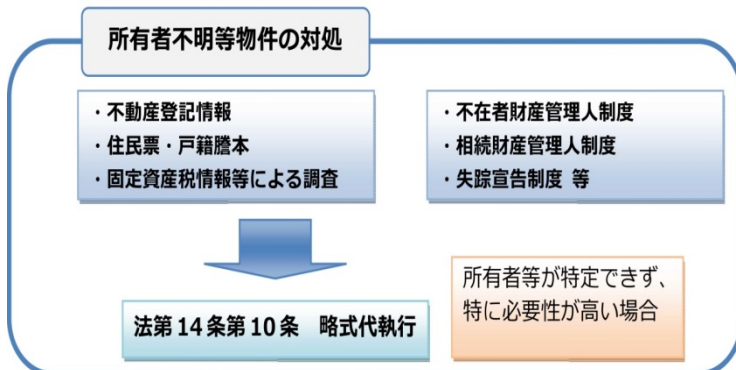 所有者不明等物件の対処
・不動産登記情報
・住民票・戸籍謄本
・固定資産税情報等による調査
・不在者財産管理人制度
・相続財産管理人制度
・失踪宣告制度 等
所有者等が特定できず、
特に必要性が高い場合
法第14条第10条　略式代執行